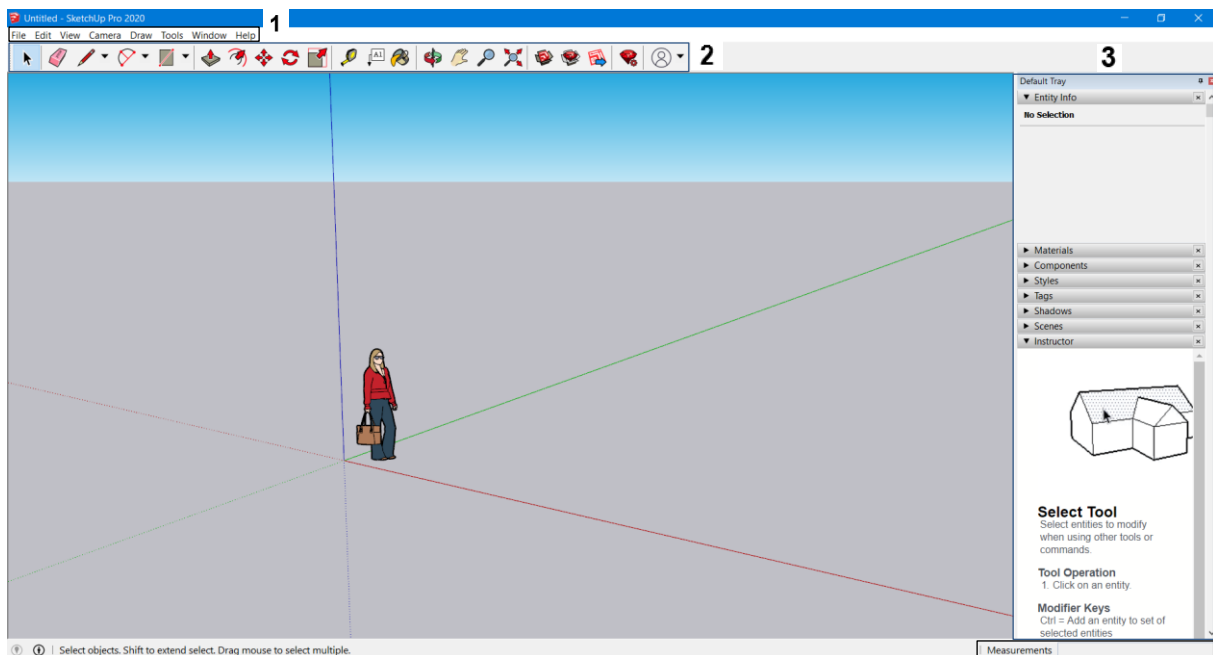 Untitled - SketchUp Pro 2020
1
File Edit View Camera Draw Tools Window Help
A1
2
3
Default Tray
Entity Info
No Selection
Materials
Components
Styles
Tags
Shadows
Scenes
Instructor
Select Tool
Select entities to modify
when using other tools or
commands.
Tool Operation
1. Click on an entity.
Modifier Keys
Ctrl = Add an entity to set of
selected entities
Select objects. Shift to extend select. Drag mouse to select multiple.
Measurements